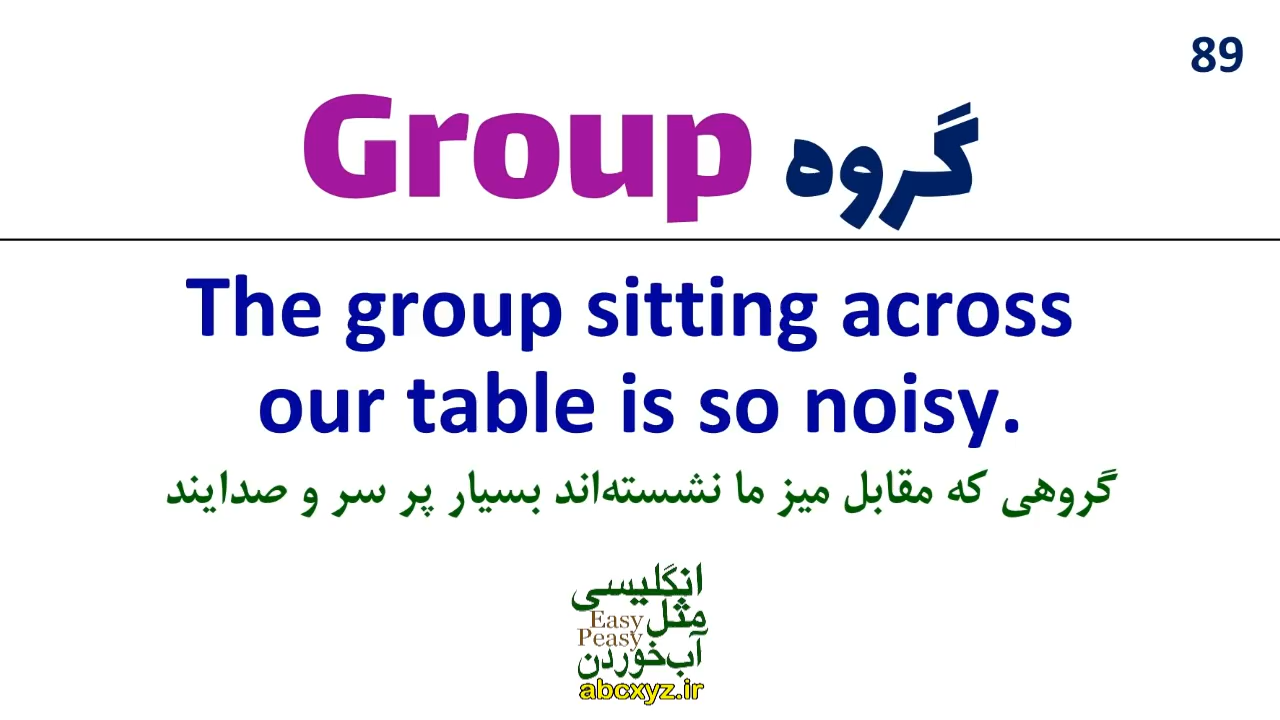 89
Group گروه
The group sitting across
our table is so noisy.
گروهی که مقابل میز ما نشسته‌اند بسیار پر سر و صدایند
انگلیسی
مثل
Easy
Peasy
آب‌خوردن
abcxyz.ir